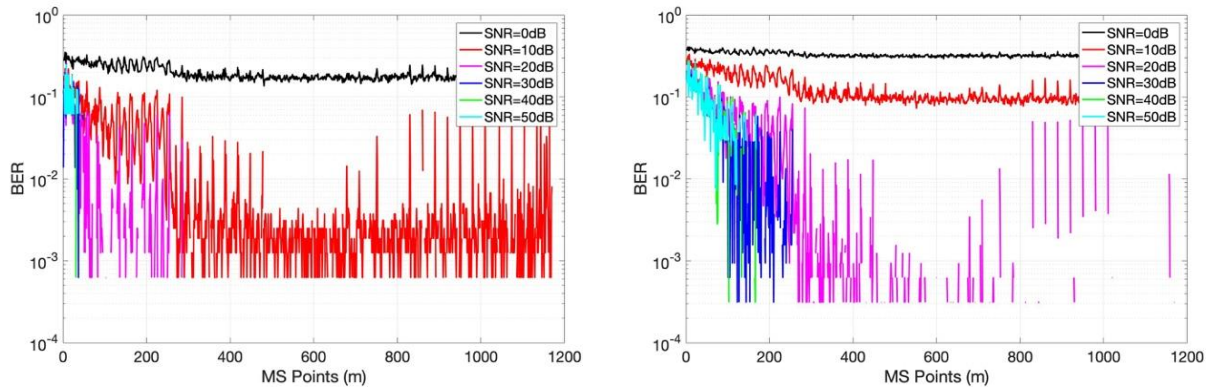 10^0
10^-1
10^-2
10^-3
10^-4
BER
0
200
400
600
800
1000
1200
MS Points (m)
SNR=0dB
SNR=10dB
SNR=20dB
SNR=30dB
SNR=40dB
SNR=50dB
10^0
10^-1
10^-2
10^-3
10^-4
BER
0
200
400
600
800
1000
1200
MS Points (m)
SNR=0dB
SNR=10dB
SNR=20dB
SNR=30dB
SNR=40dB
SNR=50dB